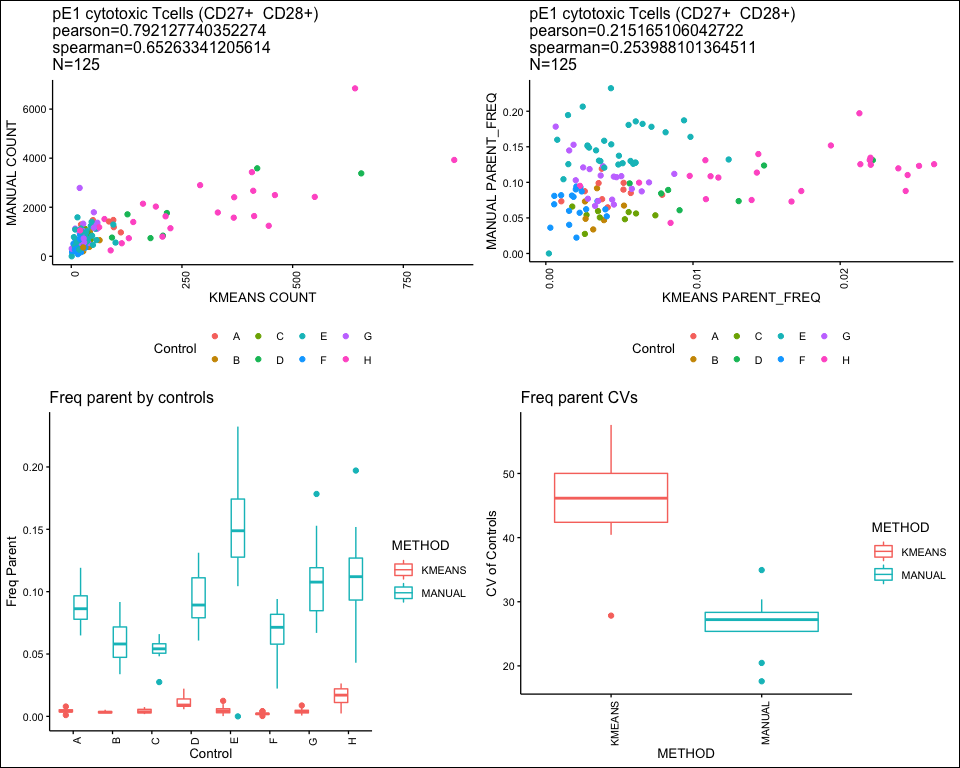 pE1 cytotoxic Tcells (CD27+ CD28+)
pearson=0.792127740352274
spearman=0.65263341205614
N=125
MANUAL COUNT
6000
4000
2000
0
0
250
500
750
KMEANS COUNT
Control
A
C
E
G
B
D
F
H
pE1 cytotoxic Tcells (CD27+ CD28+)
pearson=0.215165106042722
spearman=0.253988101364511
N=125
MANUAL PARENT_FREQ
0.20
0.15
0.10
0.05
0.00
0.00
0.01
0.02
KMEANS PARENT_FREQ
Control
A
C
E
G
B
D
F
H
Freq parent by controls
Freq Parent
0.20
0.15
0.10
0.05
0.00
A
B
C
D
E
F
G
H
Control
METHOD
KMEANS
MANUAL
Freq parent CVs
CV of Controls
50
40
30
20
KMEANS
MANUAL
METHOD
METHOD
KMEANS
MANUAL